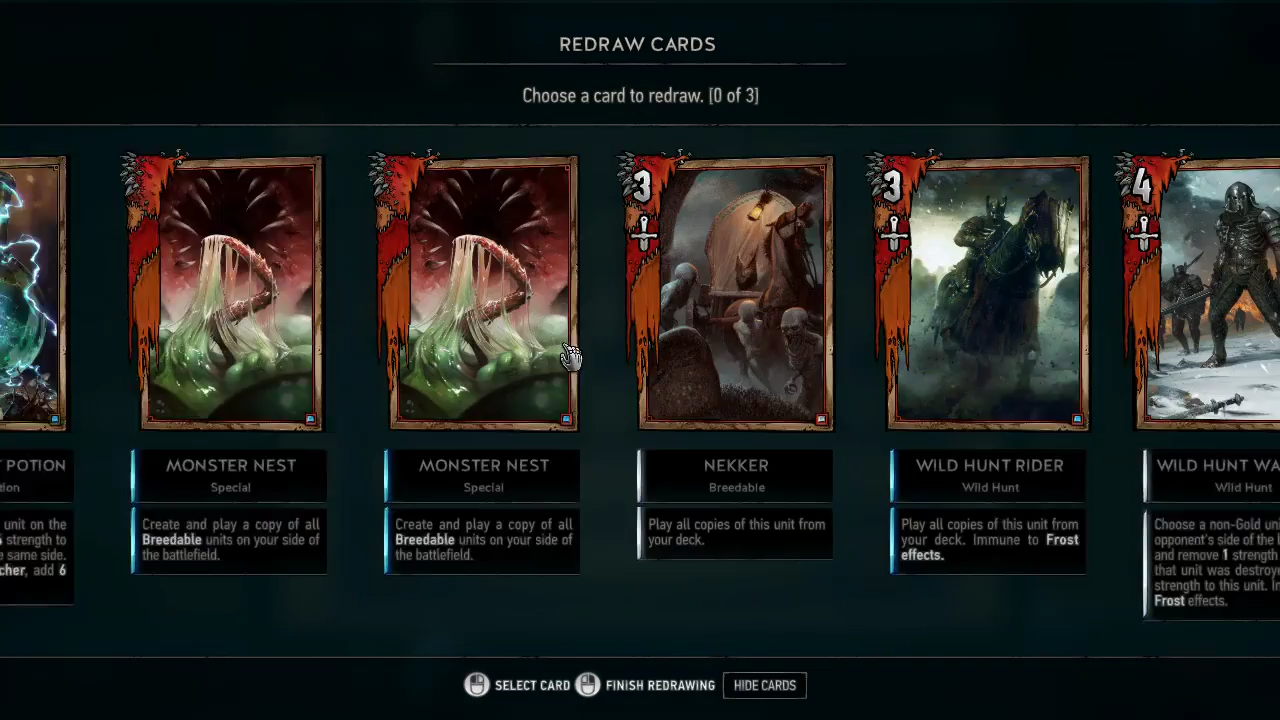 REDRAW CARDS
Choose a card to redraw. [0 of 3]
3
3
4
POTION
MONSTER NEST
Special
MONSTER NEST
Special
NEKKER
Breedable
WILD HUNT RIDER
Wild Hunt
WILD HUNT WA
Wild Hunt
unit on the
strength to
same side.
cher, add 6
Create and play a copy of all
Breedable units on your side of
the battlefield.
Create and play a copy of all
Breedable units on your side of
the battlefield.
Play all copies of this unit from
your deck.
Play all copies of this unit from
your deck. Immune to Frost
effects.
Choose a non-Gold un
opponent's side of the b
and remove 1 strength
that unit was destroye
strength to this unit. I
Frost effects.
SELECT CARD FINISH REDRAWING HIDE CARDS